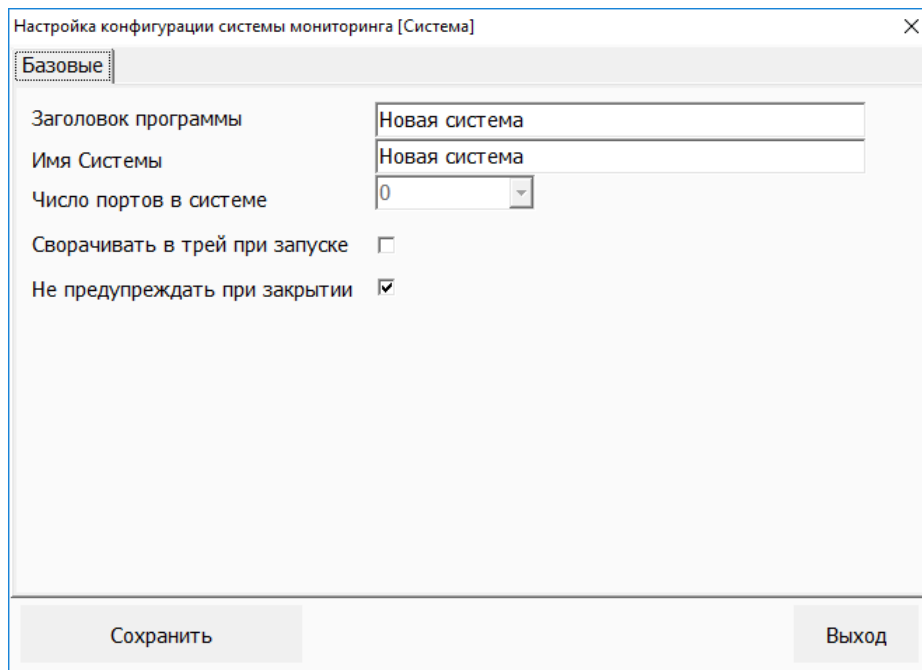 Настройка конфигурации системы мониторинга [Система]
Базовые
Заголовок программы Новая система
Имя Системы Новая система
Число портов в системе 0
Сворачивать в трей при запуске
Не предупреждать при закрытии
Сохранить Выход